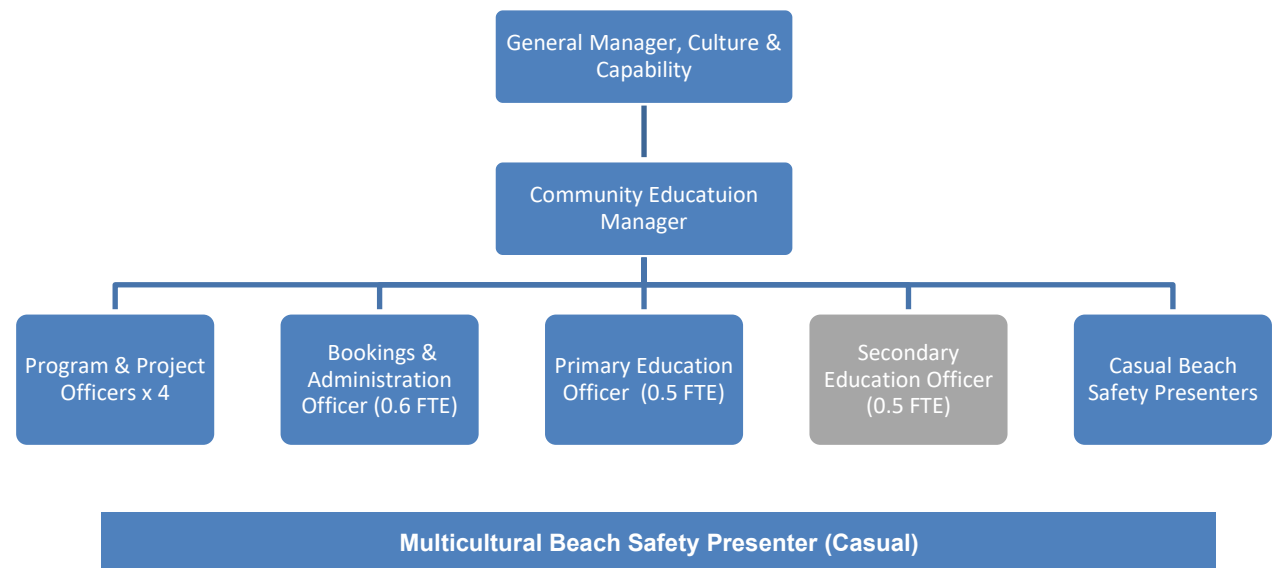 General Manager, Culture &
Capability
Community Educatuion
Manager
Program & Project
Officers x 4
Bookings &
Administration
Officer (0.6 FTE)
Primary Education
Officer (0.5 FTE)
Secondary
Education Officer
(0.5 FTE)
Casual Beach
Safety Presenters
Multicultural Beach Safety Presenter (Casual)